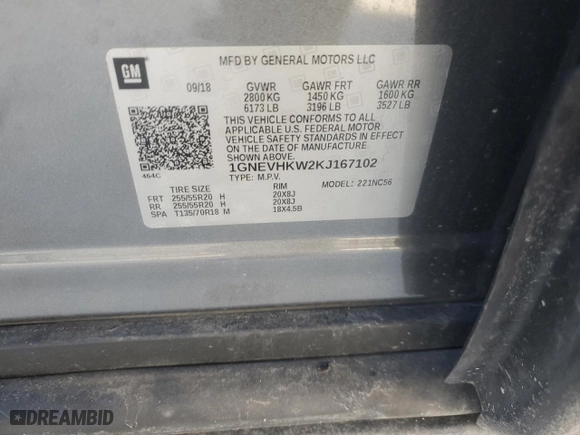 GM
MFD BY GENERAL MOTORS LLC
09/18 GVWR GAWR FRT GAWR RR
2800 KG 1450 KG 1600 KG
6173 LB 3196 LB 3527 LB
THIS VEHICLE CONFORMS TO ALL
APPLICABLE U.S. FEDERAL MOTOR
VEHICLE SAFETY STANDARDS IN EFFECT
ON THE DATE OF MANUFACTURE
SHOWN ABOVE.
1GNEVHKW2KJ167102
TYPE: M.P.V. MODEL: 221NC56
464C
TIRE SIZE RIM
FRT 255/55R20 H 20X8J
RR 255/55R20 H 20X8J
SPA T135/70R18 M 18X4.5B
DREAMBID